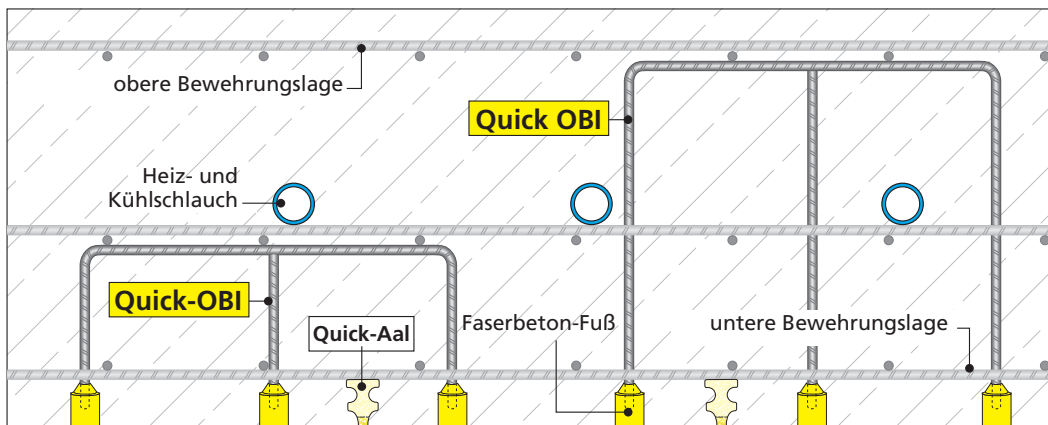 obere Bewehrungslage
Quick OBI
Heiz- und
Kühlschlauch
Quick-OBI
Quick-Aal
Faserbeton-Fuß
untere Bewehrungslage